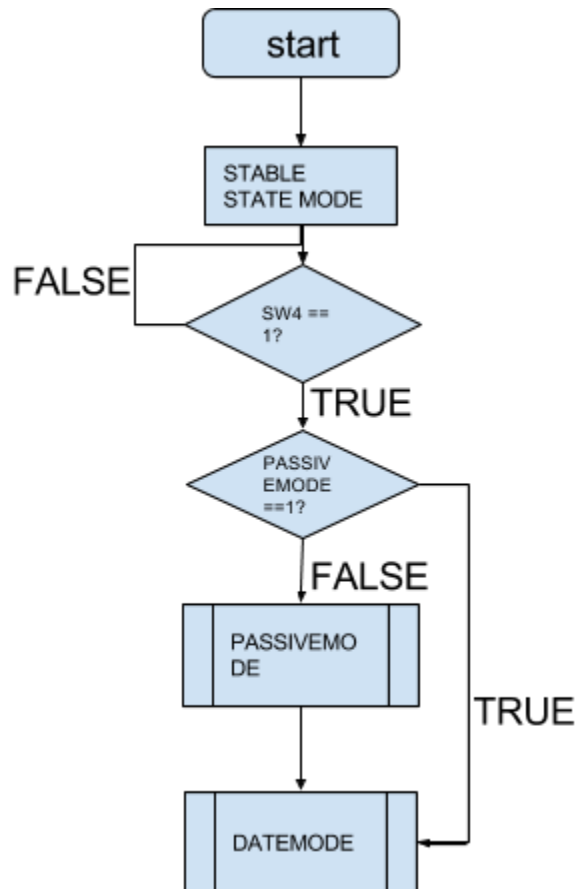 start
STABLE
STATE MODE
FALSE
SW4 ==
1?
TRUE
PASSIV
EMODE
==1?
FALSE
PASSIVEMO
DE
TRUE
DATEMODE